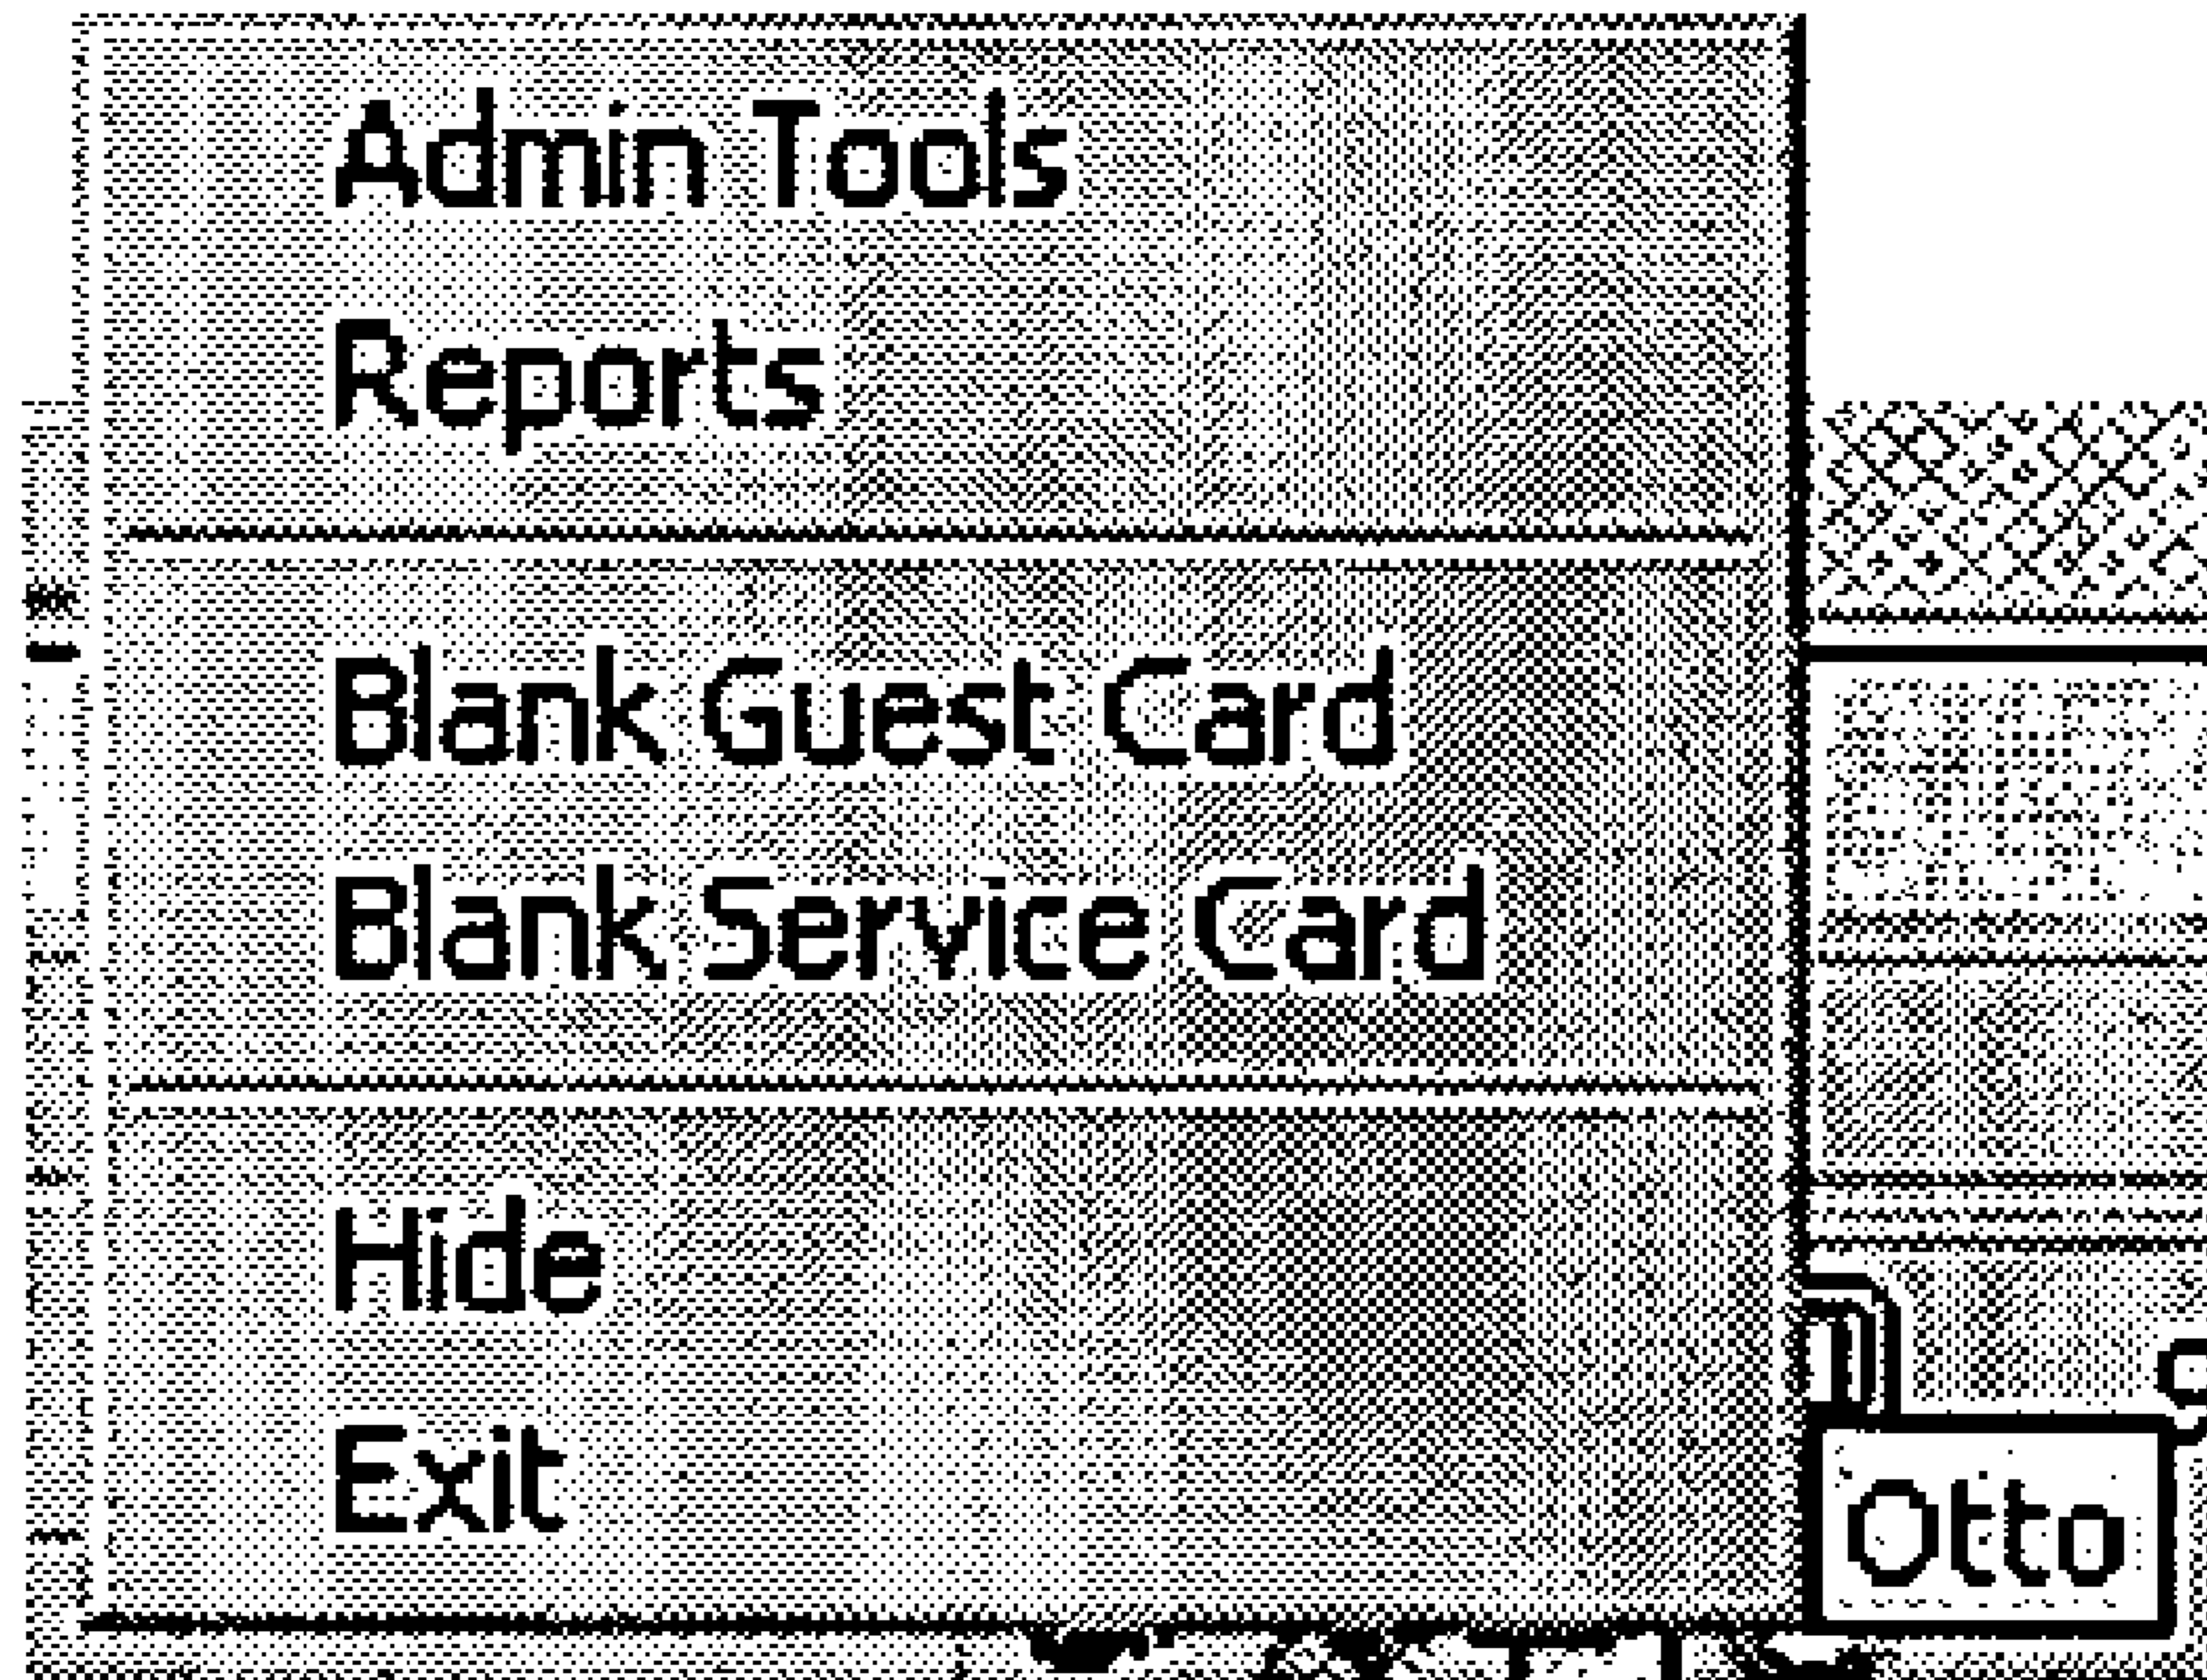 Admin Tools
Reports
Blank Guest Card
Blank Service Card
Hide
Exit
Otto